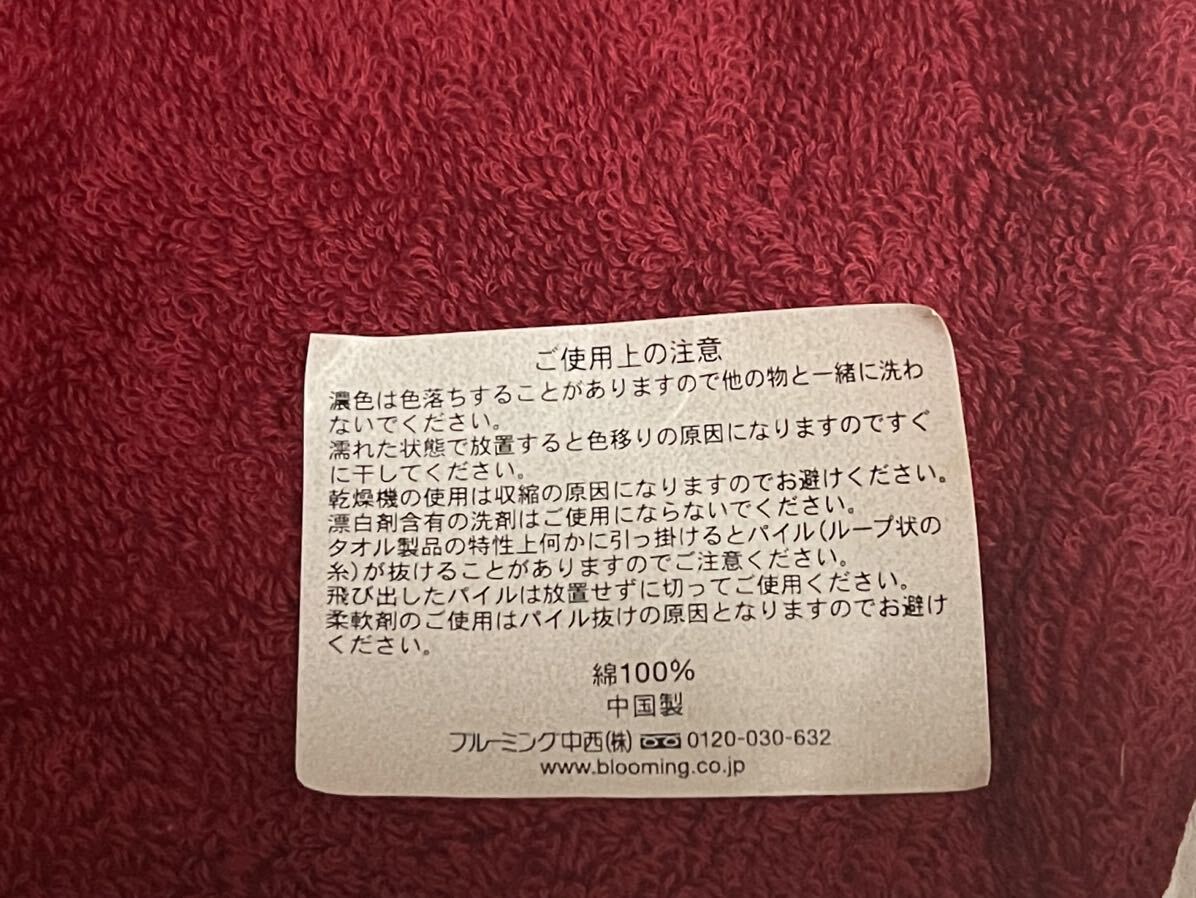 ご使用上の注意
濃色は色落ちすることがありますので他の物と一緒に洗わ
ないでください。
濡れた状態で放置すると色移りの原因になりますのですぐ
に干してください。
乾燥機の使用は収縮の原因になりますのでお避けください。
漂白剤含有の洗剤はご使用にならないでください。
タオル製品の特性上何かに引っ掛けるとパイル(ループ状の
糸)が抜けることがありますのでご注意ください。
飛び出したパイルは放置せずに切ってご使用ください。
柔軟剤のご使用はパイル抜けの原因となりますのでお避け
ください。
綿100%
中国製
ブルーミング中西(株) 0120-030-632
www.blooming.co.jp